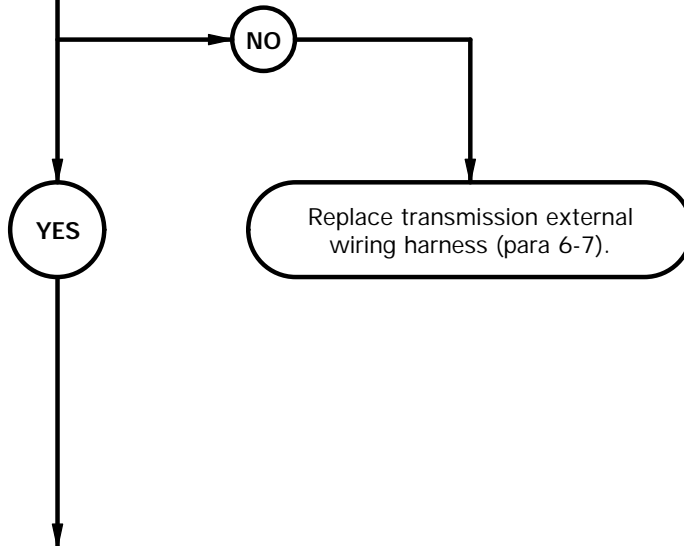 NO
YES
Replace transmission external
wiring harness (para 6-7).